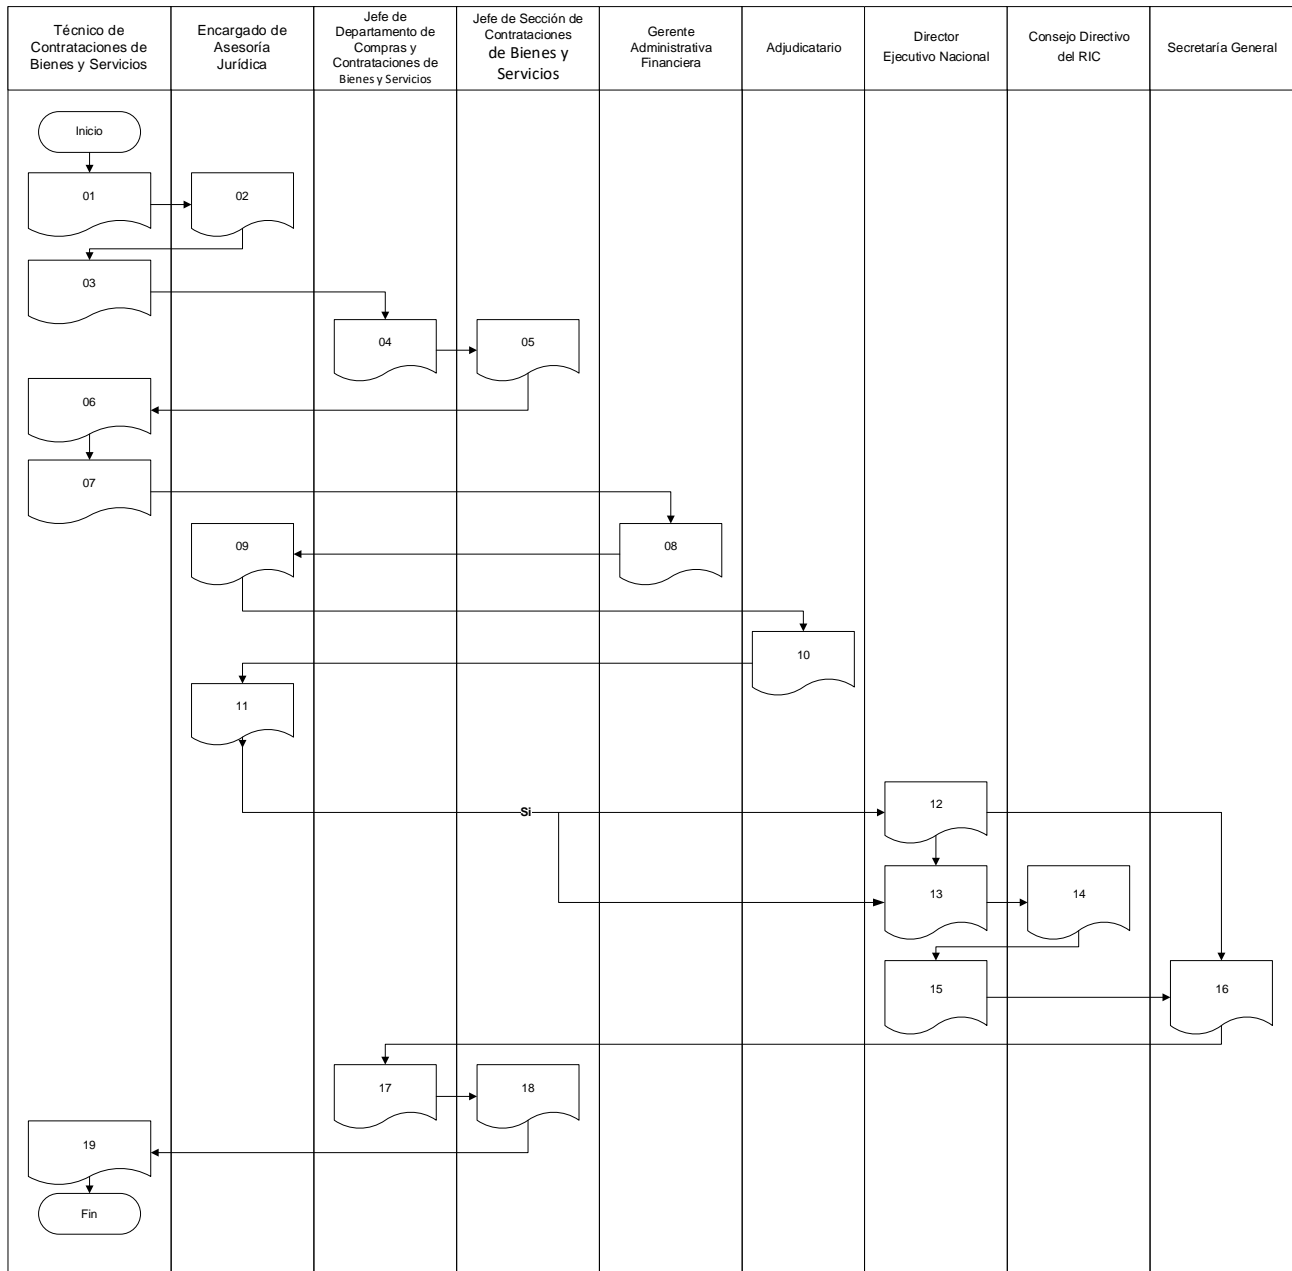 Técnico de
Contrataciones de
Bienes y Servicios
Encargado de
Asesoría
Jurídica
Jefe de
Departamento de
Compras y
Contrataciones de
Bienes y Servicios
Jefe de Sección de
Contrataciones
de Bienes y
Servicios
Gerente
Administrativa
Financiera
Adjudicatario
Director
Ejecutivo Nacional
Consejo Directivo
del RIC
Secretaría General
Inicio
01
02
03
04
05
06
07
08
09
10
11
Si
12
13
14
15
16
17
18
19
Fin